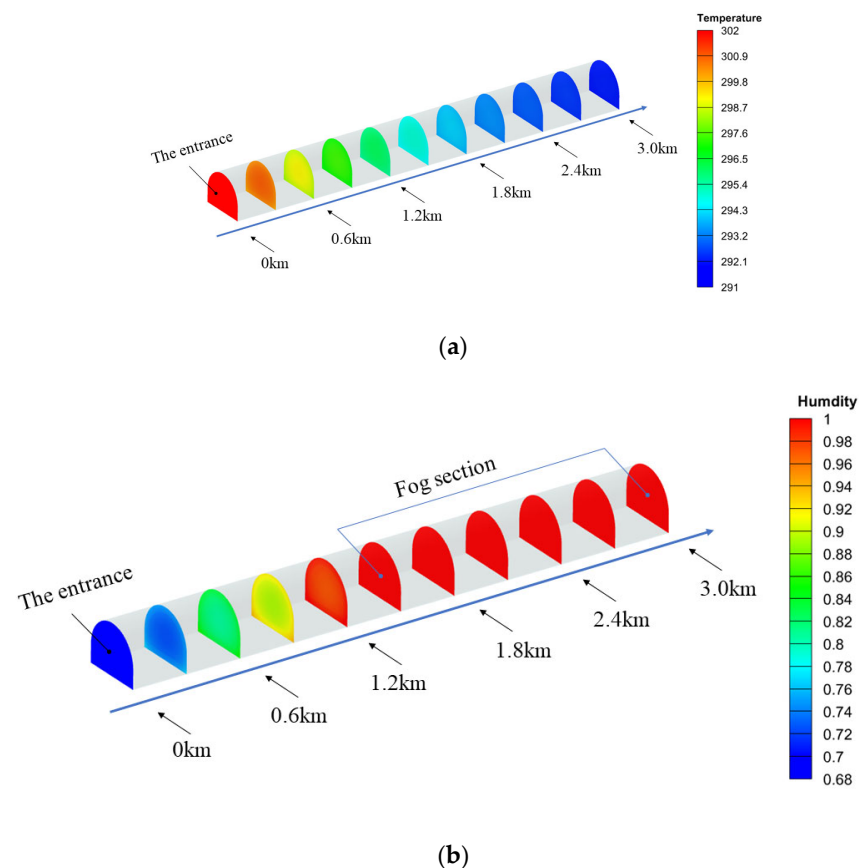 Temperature
302
300.9
299.8
298.7
297.6
296.5
295.4
294.3
293.2
292.1
291
The entrance
0km
0.6km
1.2km
1.8km
2.4km
3.0km
(a)
Humdity
1
0.98
0.96
0.94
0.92
0.9
0.88
0.86
0.84
0.82
0.8
0.78
0.76
0.74
0.72
0.7
0.68
Fog section
The entrance
0km
0.6km
1.2km
1.8km
2.4km
3.0km
(b)